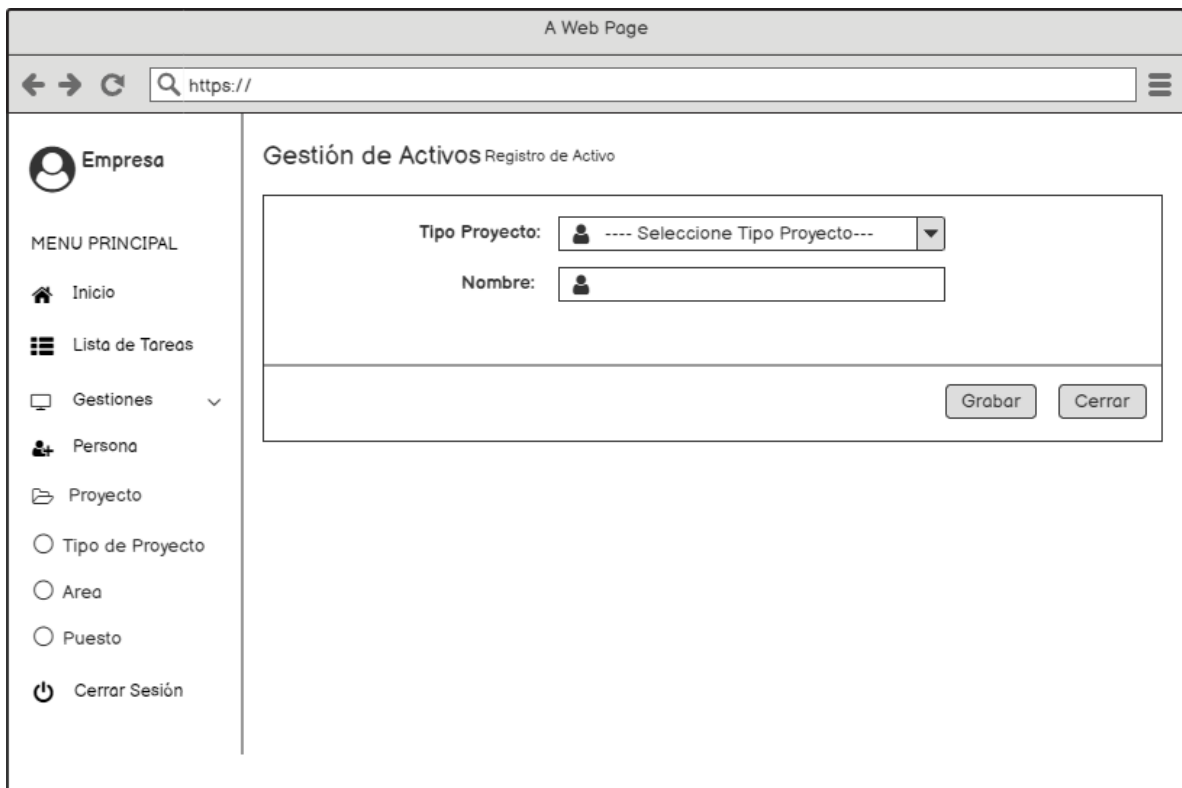 A Web Page
https://
Empresa
MENU PRINCIPAL
Inicio
Lista de Tareas
Gestiones
Persona
Proyecto
Tipo de Proyecto
Area
Puesto
Cerrar Sesión
Gestión de Activos Registro de Activo
Tipo Proyecto: ---- Seleccione Tipo Proyecto---
Nombre:
Grabar Cerrar